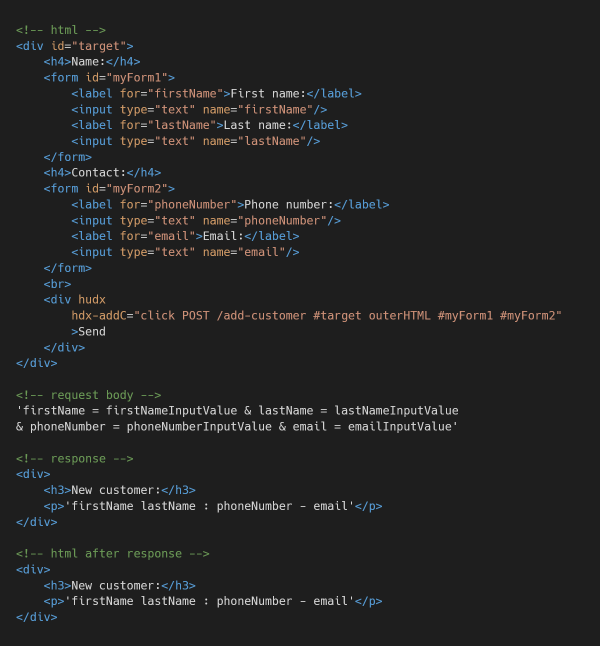 <!-- html -->
<div id="target">
    <h4>Name:</h4>
    <form id="myForm1">
        <label for="firstName">First name:</label>
        <input type="text" name="firstName"/>
        <label for="lastName">Last name:</label>
        <input type="text" name="lastName"/>
    </form>
    <h4>Contact:</h4>
    <form id="myForm2">
        <label for="phoneNumber">Phone number:</label>
        <input type="text" name="phoneNumber"/>
        <label for="email">Email:</label>
        <input type="text" name="email"/>
    </form>
    <br>
    <div hudx
        hdx-addC="click POST /add-customer #target outerHTML #myForm1 #myForm2"
        >Send
    </div>
</div>

<!-- request body -->
'firstName = firstNameInputValue & lastName = lastNameInputValue
& phoneNumber = phoneNumberInputValue & email = emailInputValue'

<!-- response -->
<div>
    <h3>New customer:</h3>
    <p>'firstName lastName : phoneNumber - email'</p>
</div>

<!-- html after response -->
<div>
    <h3>New customer:</h3>
    <p>'firstName lastName : phoneNumber - email'</p>
</div>